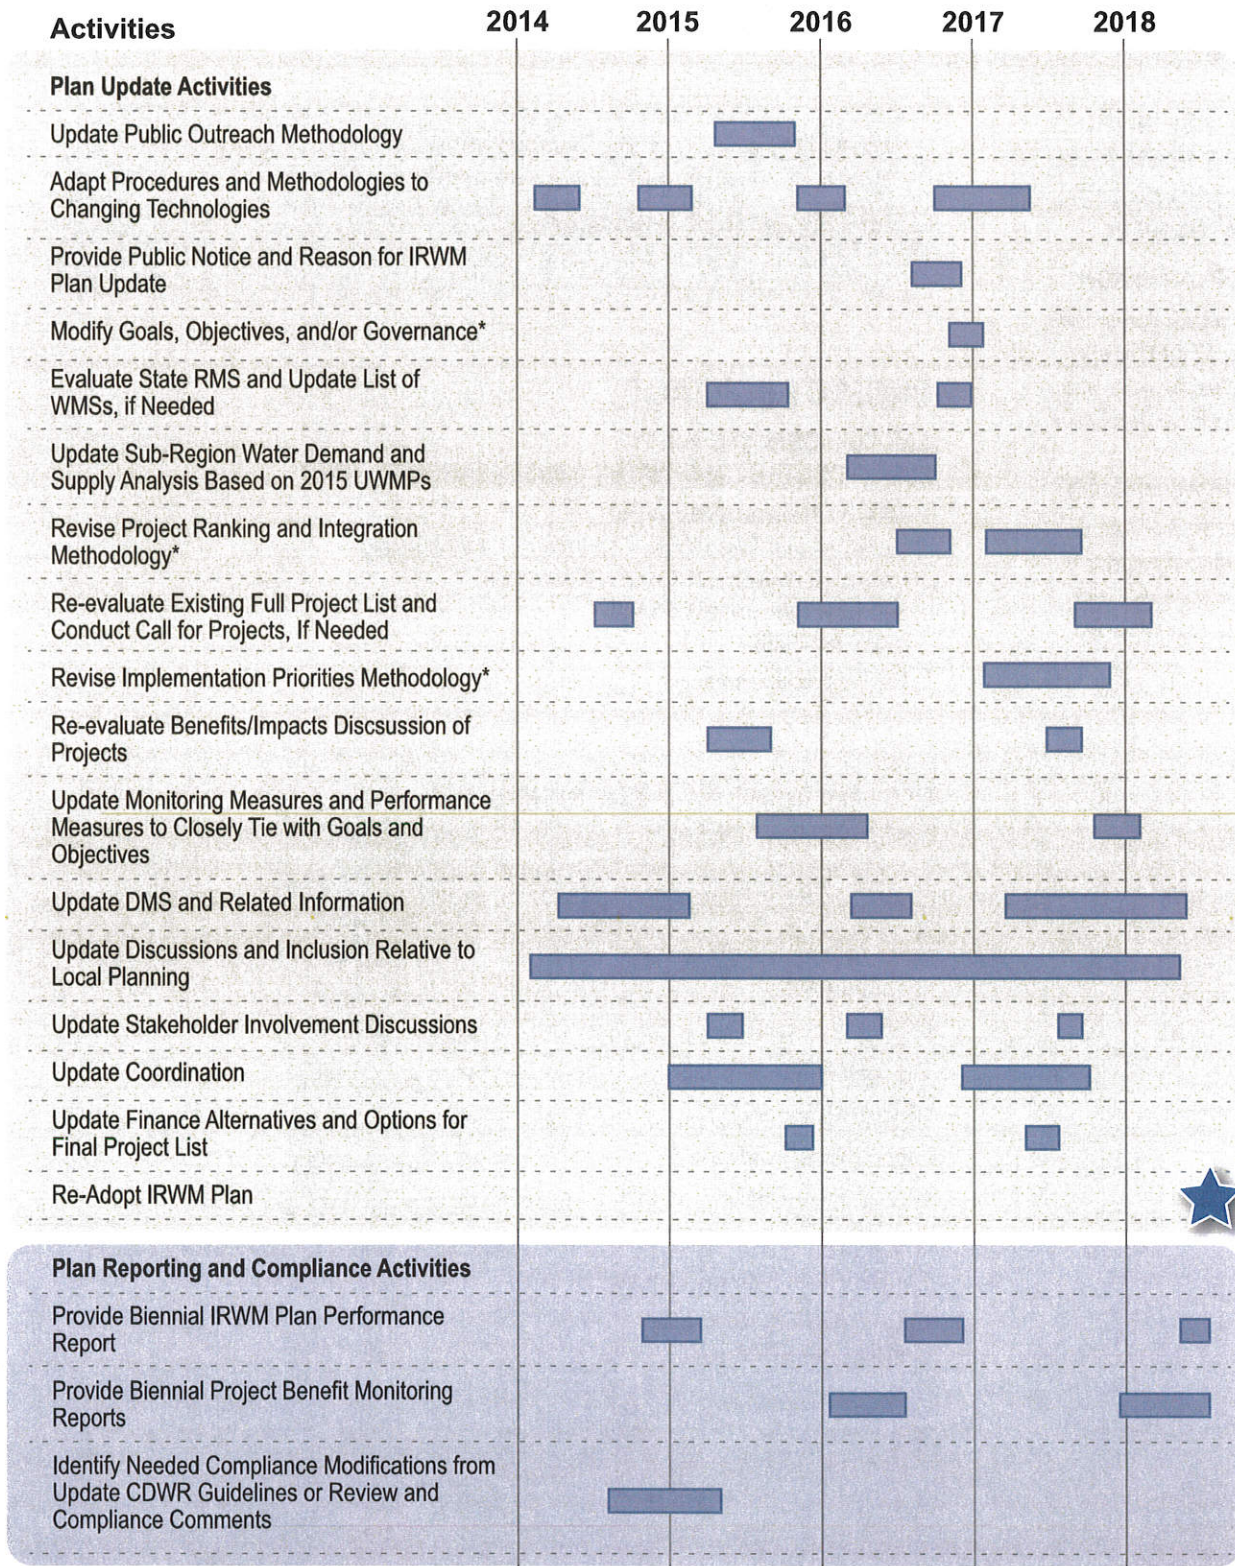 Activities 2014 2015 2016 2017 2018
Plan Update Activities
Update Public Outreach Methodology
Adapt Procedures and Methodologies to
Changing Technologies
Provide Public Notice and Reason for IRWM
Plan Update
Modify Goals, Objectives, and/or Governance*
Evaluate State RMS and Update List of
WMSs, if Needed
Update Sub-Region Water Demand and
Supply Analysis Based on 2015 UWMPs
Revise Project Ranking and Integration
Methodology*
Re-evaluate Existing Full Project List and
Conduct Call for Projects, If Needed
Revise Implementation Priorities Methodology*
Re-evaluate Benefits/Impacts Discsussion of
Projects
Update Monitoring Measures and Performance
Measures to Closely Tie with Goals and
Objectives
Update DMS and Related Information
Update Discussions and Inclusion Relative to
Local Planning
Update Stakeholder Involvement Discussions
Update Coordination
Update Finance Alternatives and Options for
Final Project List
Re-Adopt IRWM Plan
Plan Reporting and Compliance Activities
Provide Biennial IRWM Plan Performance
Report
Provide Biennial Project Benefit Monitoring
Reports
Identify Needed Compliance Modifications from
Update CDWR Guidelines or Review and
Compliance Comments